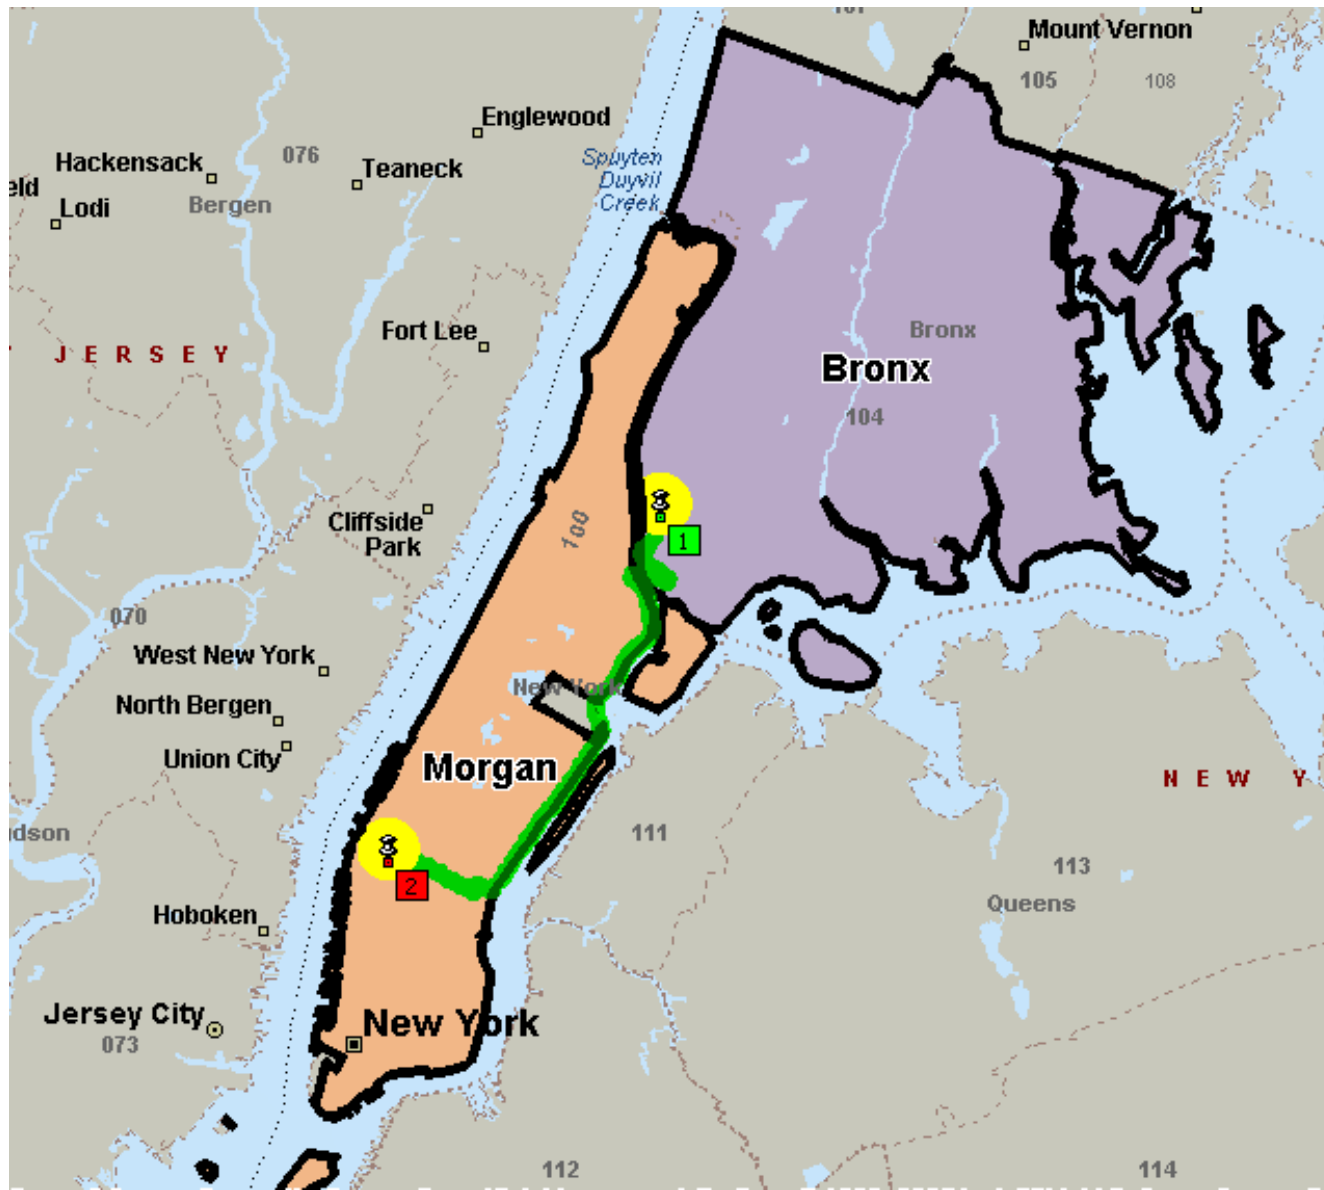 Mount Vernon
105
108
Englewood
076
Hackensack
Teaneck
Spuyten
Duyvil
Creek
eld
Lodi
Bergen
Fort Lee
JERSEY
Bronx
Bronx
104
100
Cliffside
Park
1
070
West New York
New York
North Bergen
Union City
Morgan
NEW Y
111
dson
2
113
Queens
Hoboken
Jersey City
New York
073
112
114